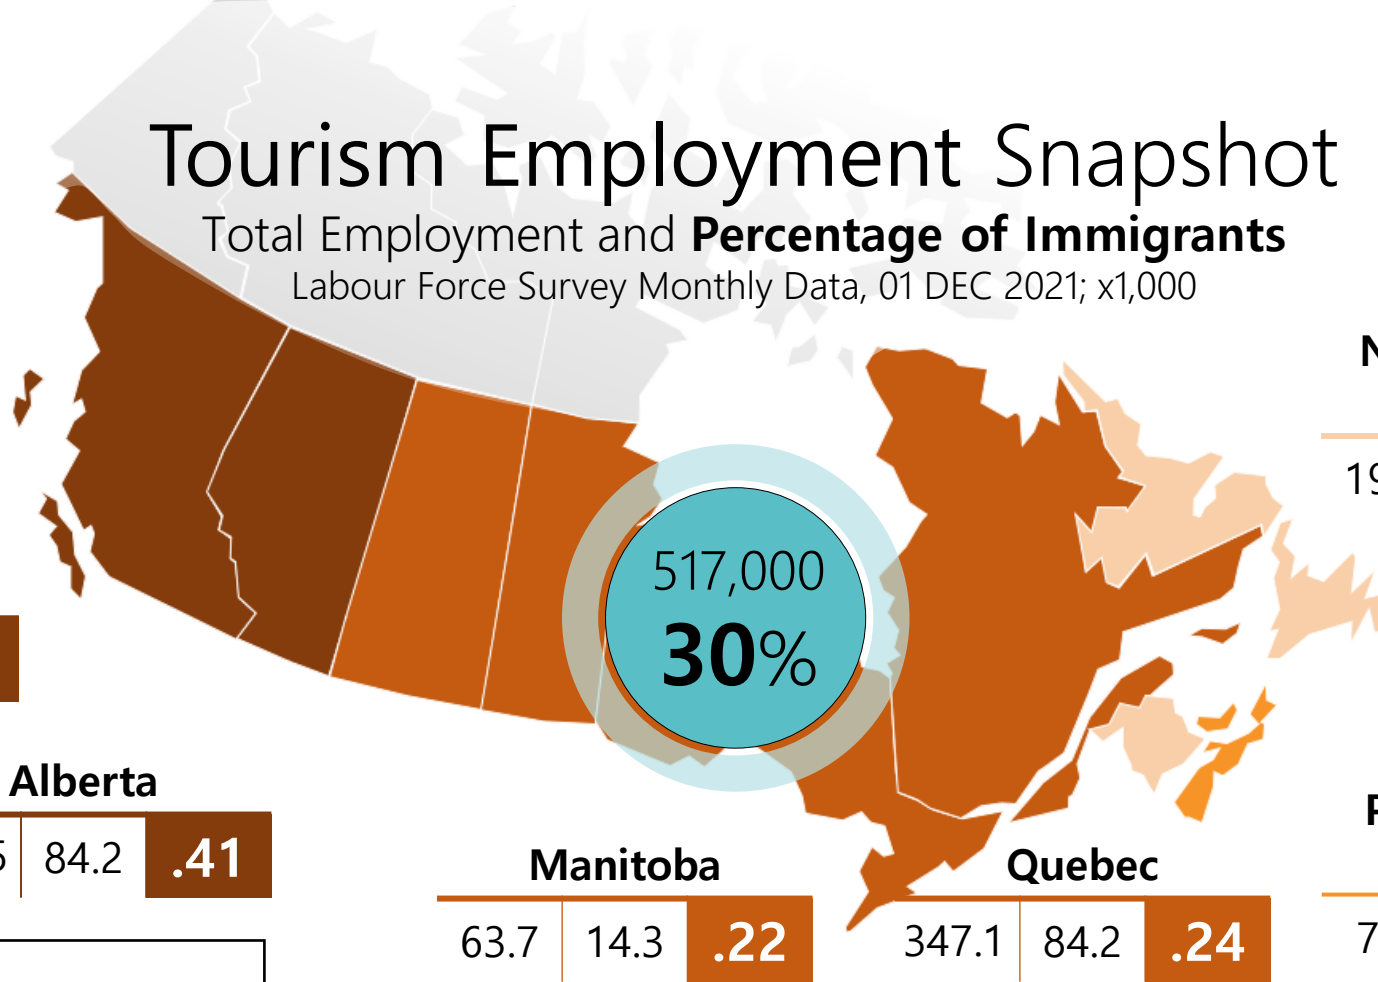 Tourism Employment Snapshot
Total Employment and Percentage of Immigrants
Labour Force Survey Monthly Data, 01 DEC 2021; x1,000
517,000
30%
Alberta
84.2 .41
Manitoba
63.7 14.3 .22
Quebec
347.1 84.2 .24